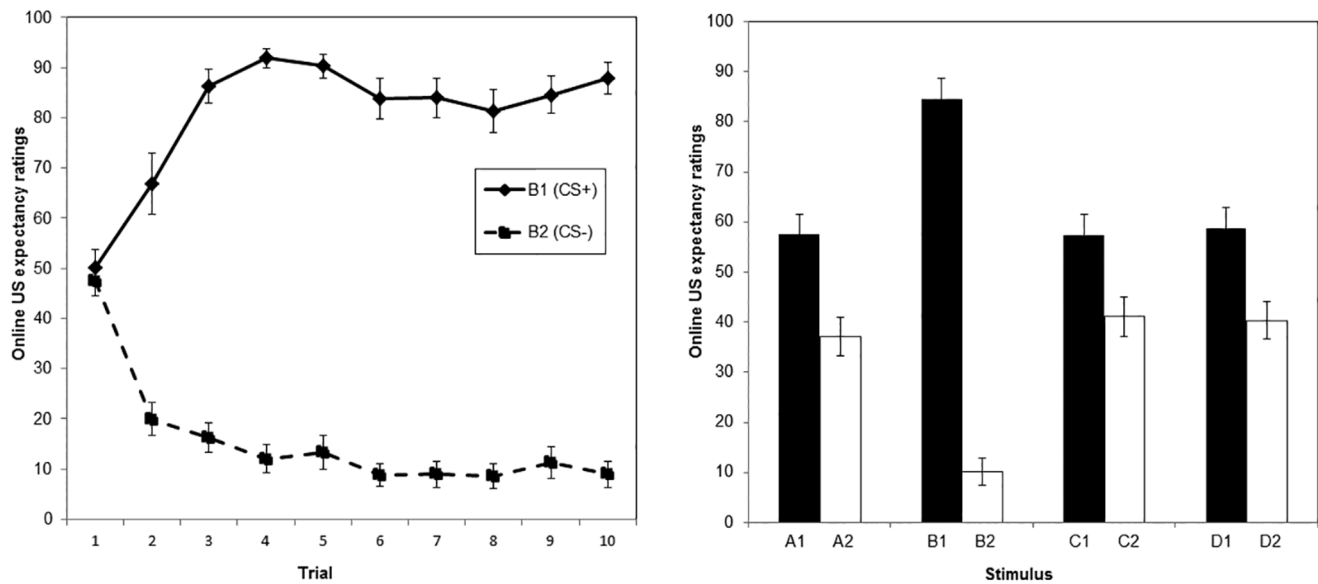 Online US expectancy ratings
100
90
80
70
60
50
40
30
20
10
0
B1 (CS+)
B2 (CS-)
1 2 3 4 5 6 7 8 9 10
Trial
Online US expectancy ratings
100
90
80
70
60
50
40
30
20
10
0
A1 A2 B1 B2 C1 C2 D1 D2
Stimulus